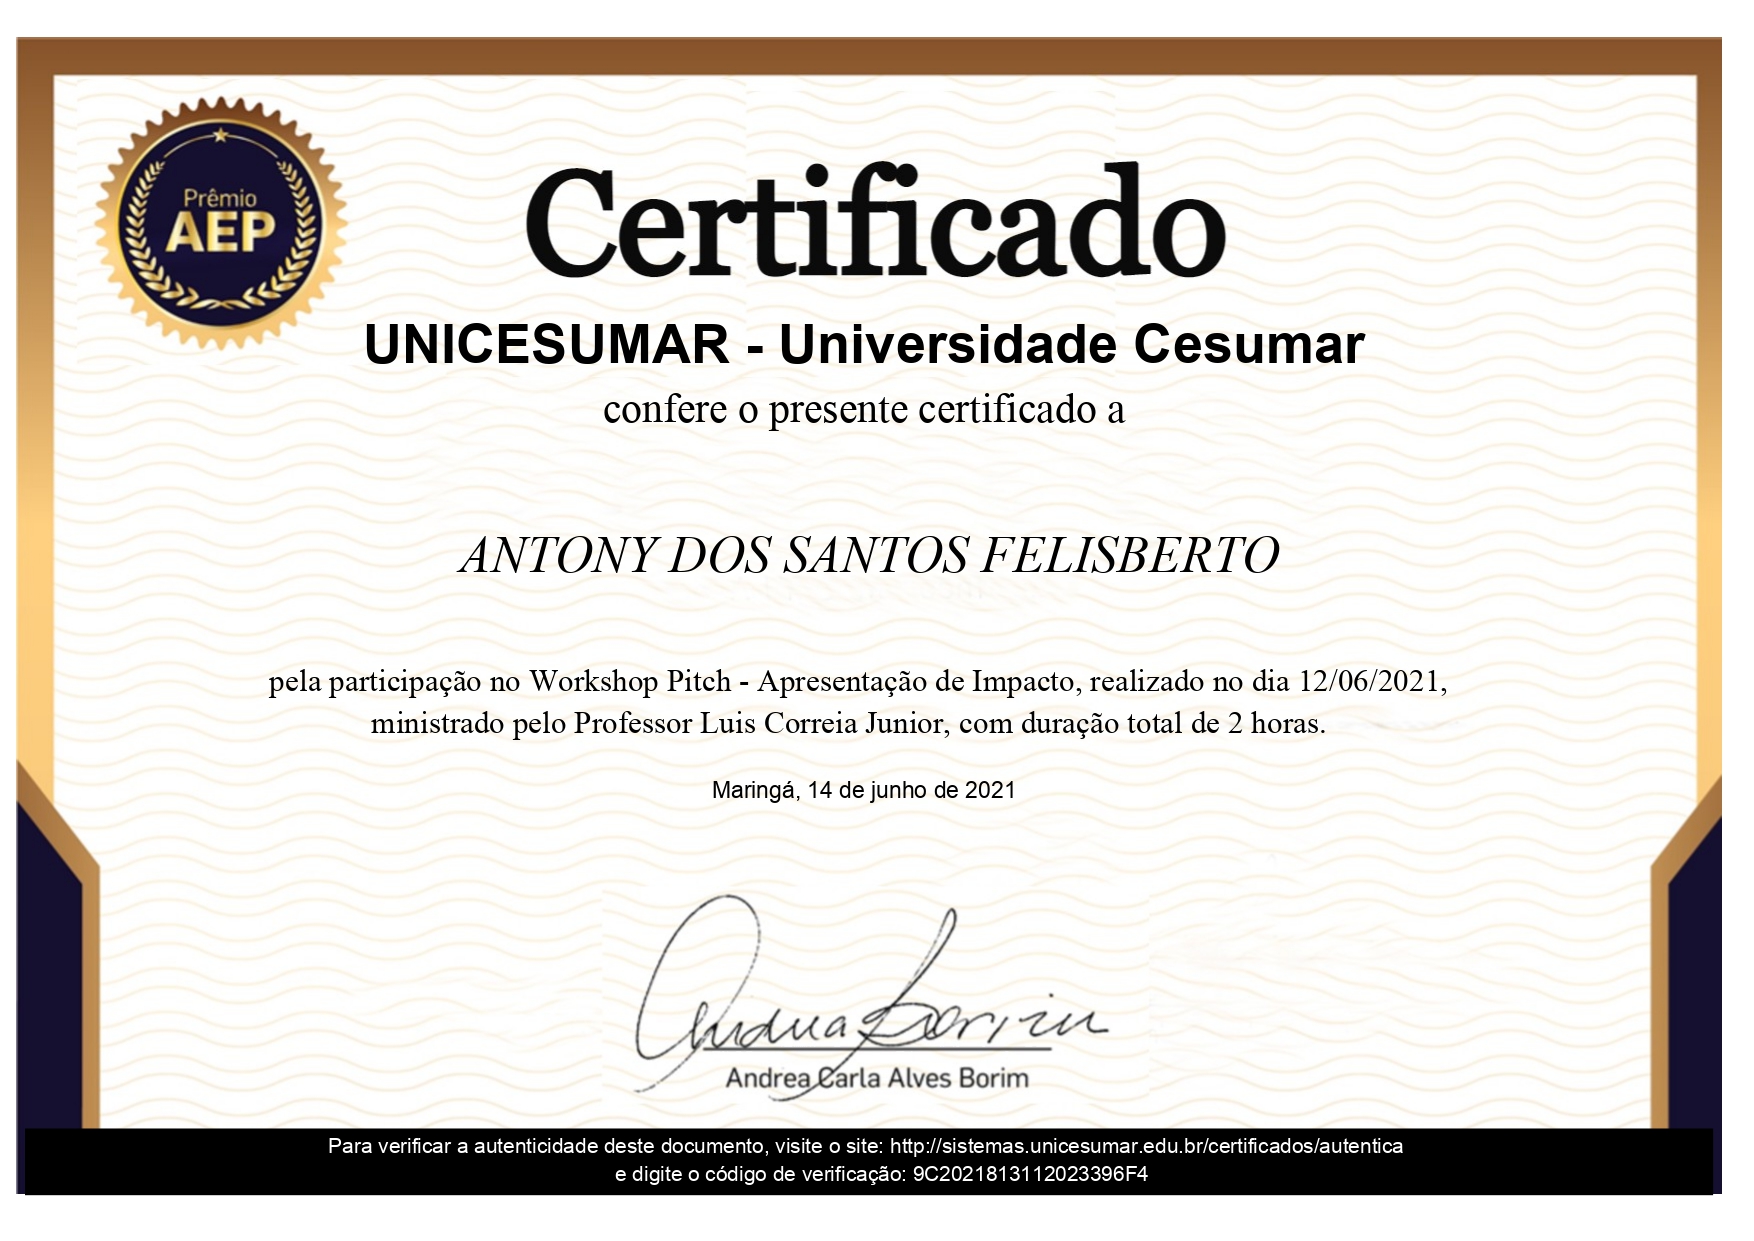 Prêmio
AEP
Certificado
UNICESUMAR - Universidade Cesumar
confere o presente certificado a
ANTONY DOS SANTOS FELISBERTO
pela participação no Workshop Pitch - Apresentação de Impacto, realizado no dia 12/06/2021,
ministrado pelo Professor Luis Correia Junior, com duração total de 2 horas.
Maringá, 14 de junho de 2021
Andrea Borim
Andrea Carla Alves Borim
Para verificar a autenticidade deste documento, visite o site: http://sistemas.unicesumar.edu.br/certificados/autentica
e digite o código de verificação: 9C2021813112023396F4